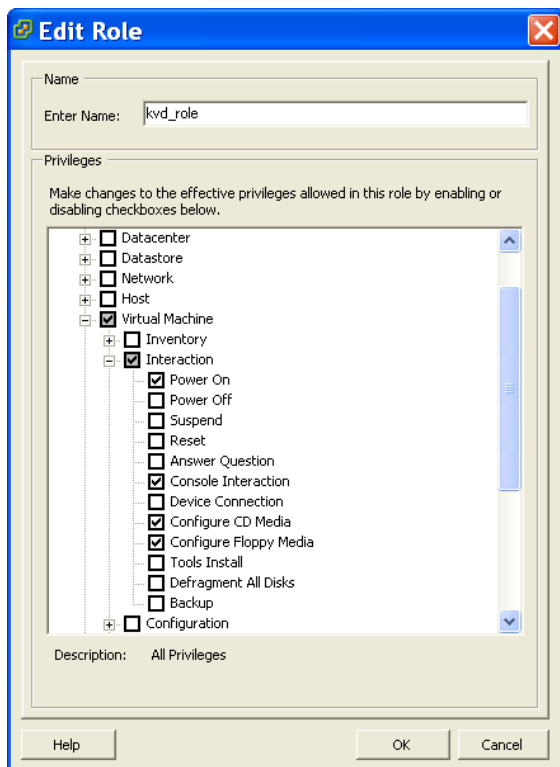 Edit Role
Name
Enter Name: kvd_role
Privileges
Make changes to the effective privileges allowed in this role by enabling or
disabling checkboxes below.
Datacenter
Datastore
Network
Host
Virtual Machine
Inventory
Interaction
Power On
Power Off
Suspend
Reset
Answer Question
Console Interaction
Device Connection
Configure CD Media
Configure Floppy Media
Tools Install
Defragment All Disks
Backup
Configuration
Description: All Privileges
Help OK Cancel